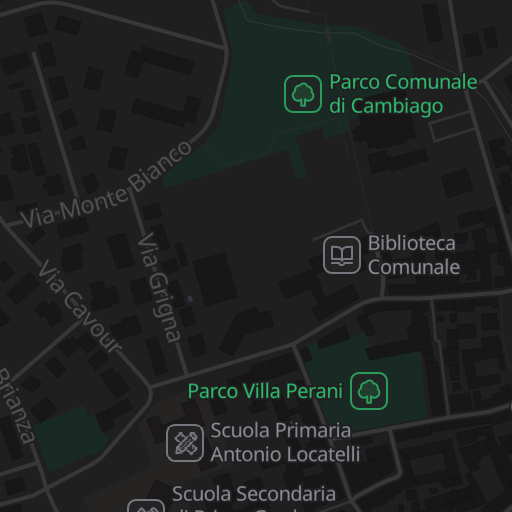 Parco Comunale
di Cambiago
Via Monte Bianco
Biblioteca
Comunale
Via Grigna
Via Cavour
Brianza
Parco Villa Perani
Scuola Primaria
Antonio Locatelli
Scuola Secondaria